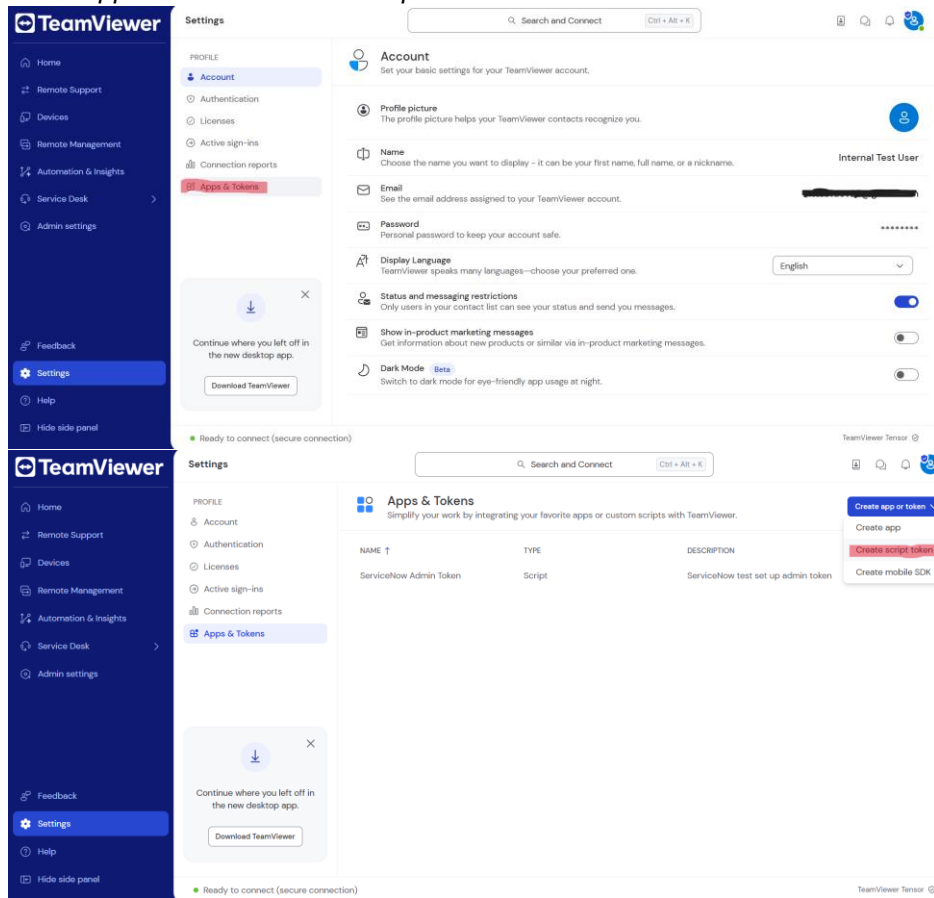 TeamViewer
Settings
Search and Connect
Ctrl + Alt + K
Home
Remote Support
Devices
Remote Management
Automation & Insights
Service Desk
Admin settings
Feedback
Settings
Help
Hide side panel
PROFILE
Account
Authentication
Licenses
Active sign-ins
Connection reports
Apps & Tokens
Continue where you left off in
the new desktop app.
Download TeamViewer
Account
Set your basic settings for your TeamViewer account.
Profile picture
The profile picture helps your TeamViewer contacts recognize you.
Name
Choose the name you want to display - it can be your first name, full name, or a nickname.
Internal Test User
Email
See the email address assigned to your TeamViewer account.
Password
Personal password to keep your account safe.
********
Display Language
TeamViewer speaks many languages—choose your preferred one.
English
Status and messaging restrictions
Only users in your contact list can see your status and send you messages.
Show in-product marketing messages
Get information about new products or similar via in-product marketing messages.
Dark Mode Beta
Switch to dark mode for eye-friendly app usage at night.
Ready to connect (secure connection)
TeamViewer Tensor
TeamViewer
Settings
Search and Connect
Ctrl + Alt + K
Home
Remote Support
Devices
Remote Management
Automation & Insights
Service Desk
Admin settings
Feedback
Settings
Help
Hide side panel
PROFILE
Account
Authentication
Licenses
Active sign-ins
Connection reports
Apps & Tokens
Continue where you left off in
the new desktop app.
Download TeamViewer
Apps & Tokens
Simplify your work by integrating your favorite apps or custom scripts with TeamViewer.
Create app or token
Create app
Create script token
Create mobile SDK
NAME ↑ TYPE DESCRIPTION
ServiceNow Admin Token Script ServiceNow test set up admin token
Ready to connect (secure connection)
TeamViewer Tensor